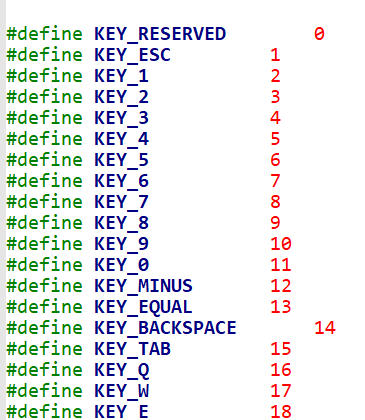 #define KEY_RESERVED 0
#define KEY_ESC 1
#define KEY_1 2
#define KEY_2 3
#define KEY_3 4
#define KEY_4 5
#define KEY_5 6
#define KEY_6 7
#define KEY_7 8
#define KEY_8 9
#define KEY_9 10
#define KEY_0 11
#define KEY_MINUS 12
#define KEY_EQUAL 13
#define KEY_BACKSPACE 14
#define KEY_TAB 15
#define KEY_Q 16
#define KEY_W 17
#define KEY_E 18